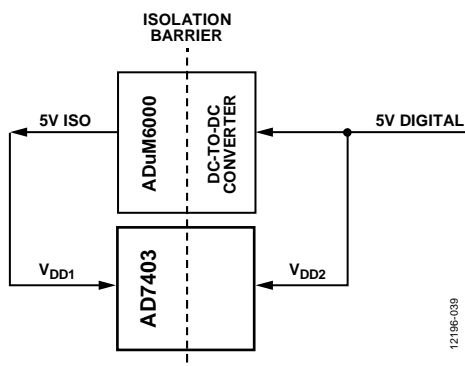 ISOLATION
BARRIER
5V ISO
ADuM6000
DC-TO-DC
CONVERTER
5V DIGITAL
VDD1
AD7403
VDD2
12196-039